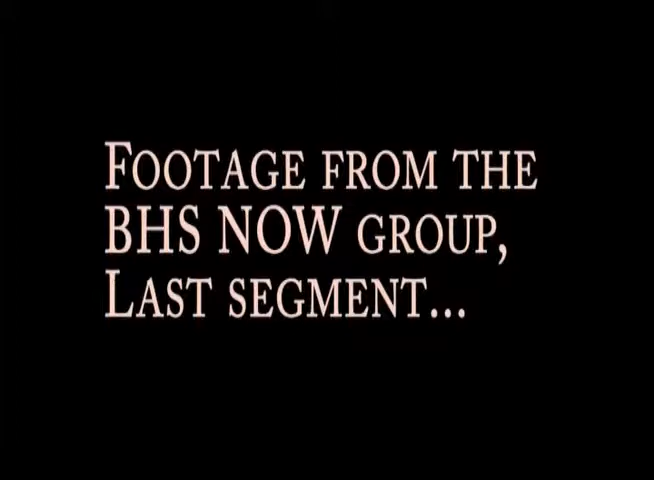 FOOTAGE FROM THE
BHS NOW GROUP,
LAST SEGMENT...